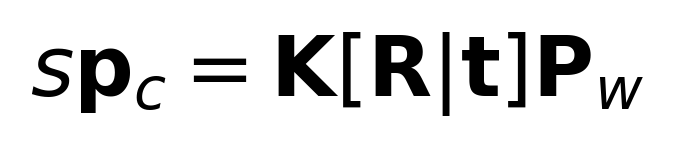 s𝐩_c = 𝐊[𝐑|𝐭]𝐏_w